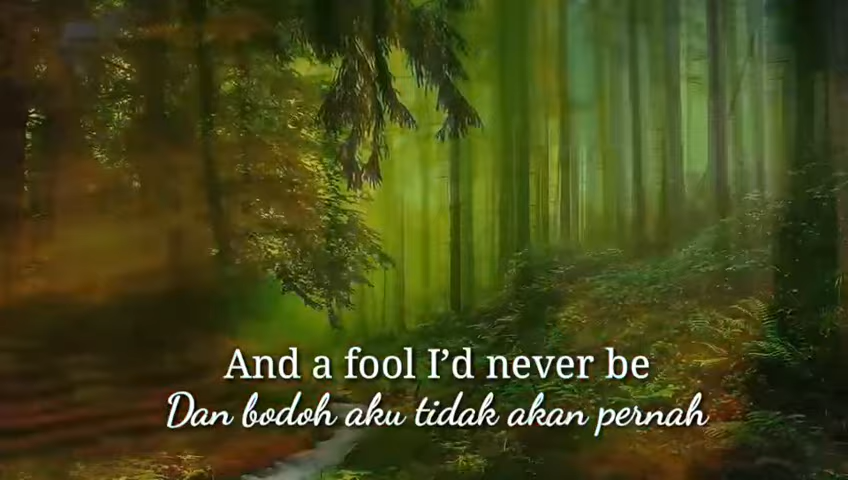 And a fool I’d never be
Dan bodoh aku tidak akan pernah